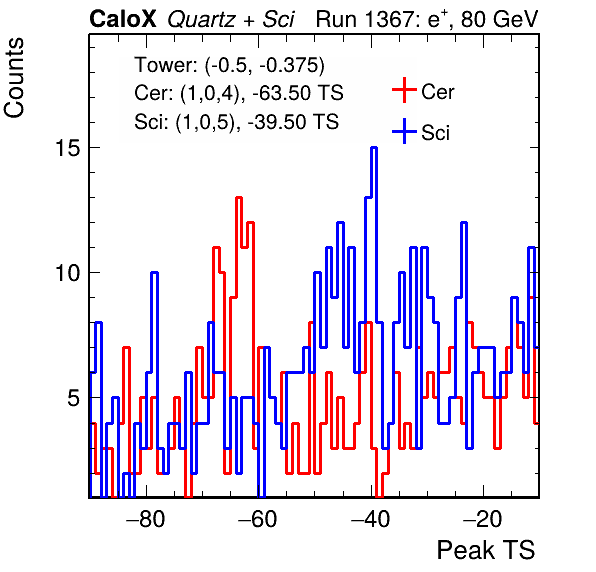 CaloX Quartz + Sci Run 1367: e+, 80 GeV
Tower: (-0.5, -0.375)
Cer: (1,0,4), -63.50 TS
Sci: (1,0,5), -39.50 TS
Cer
Sci
Counts
15
10
5
−80 −60 −40 −20
Peak TS